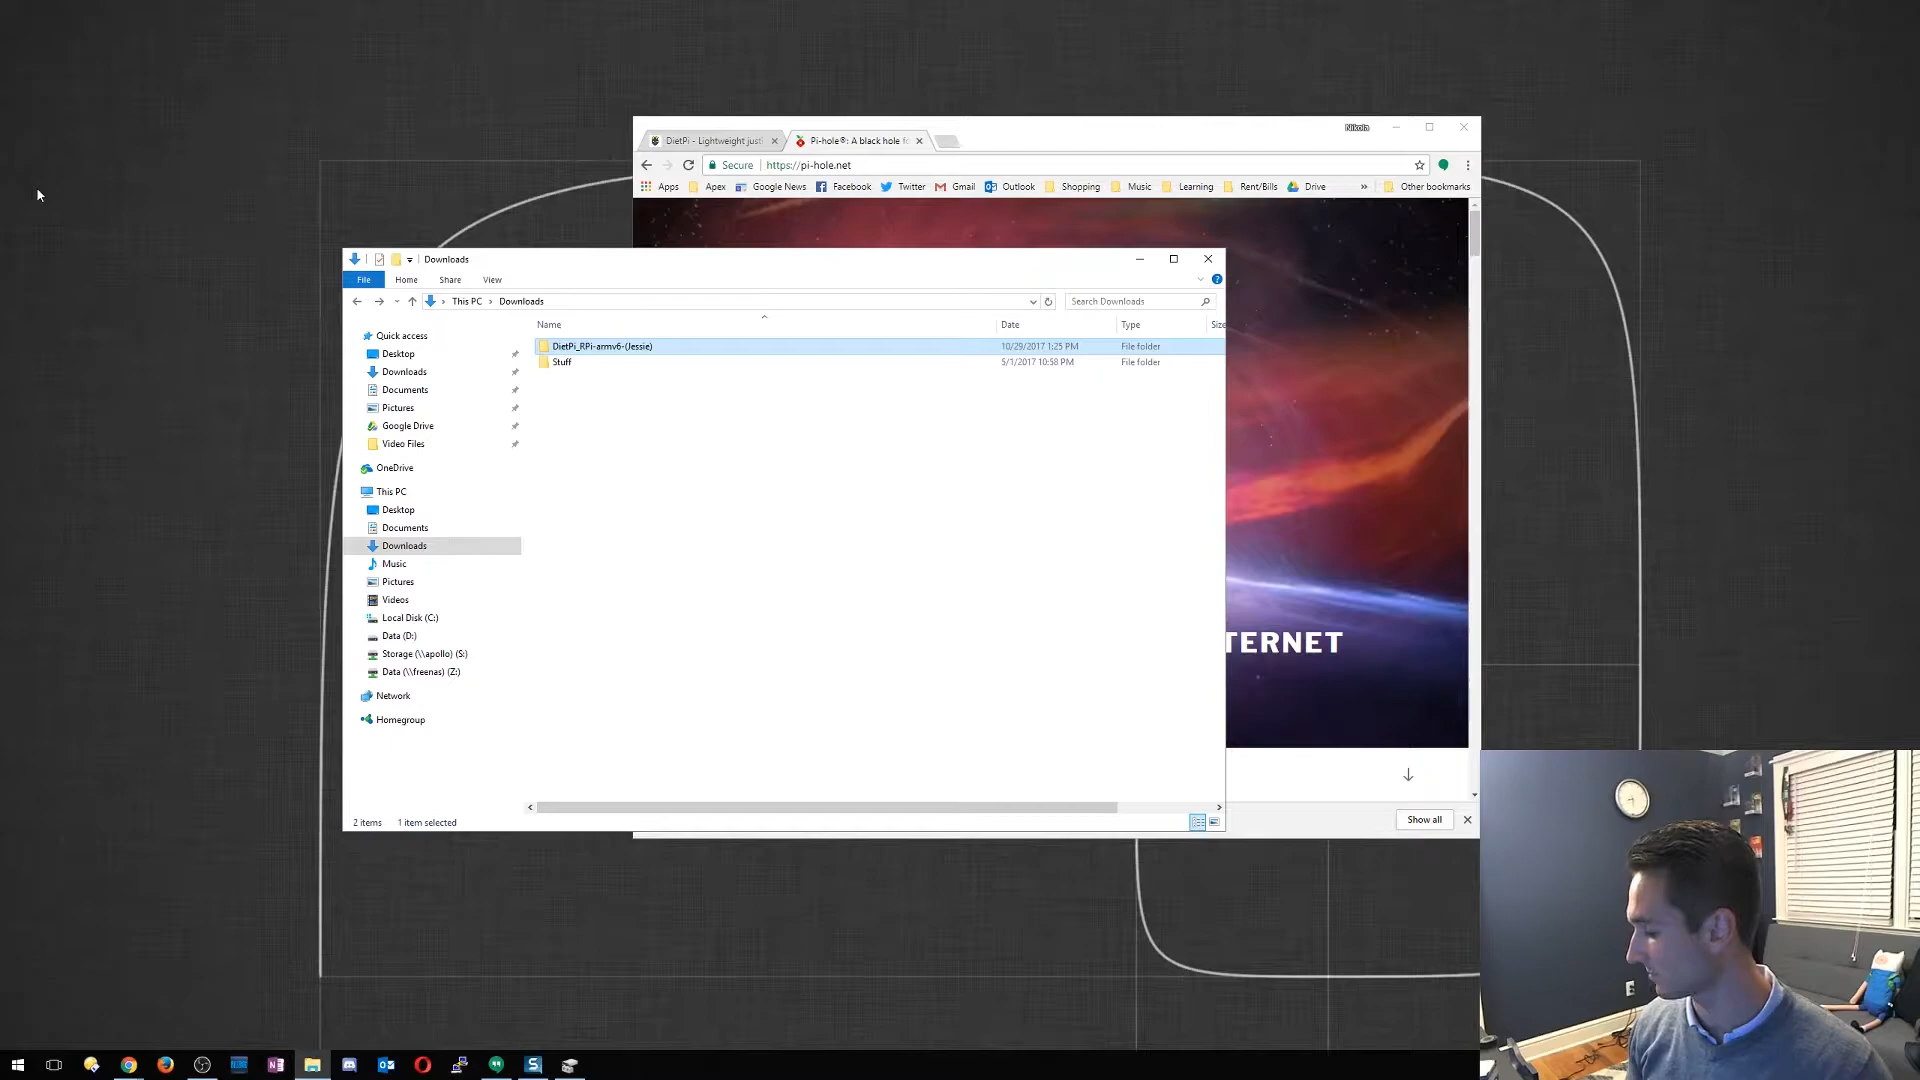 DietPi - Lightweight justi
Pi-hole®: A black hole fo
Nikola
Secure
https://pi-hole.net
Apps
Apex
Google News
Facebook
Twitter
Gmail
Outlook
Shopping
Music
Learning
Rent/Bills
Drive
»
Other bookmarks
Downloads
File
Home
Share
View
This PC
Downloads
Search Downloads
Name
Date
Type
Size
DietPi_RPi-armv6-(Jessie)
10/29/2017 1:25 PM
File folder
Stuff
5/1/2017 10:58 PM
File folder
Quick access
Desktop
Downloads
Documents
Pictures
Google Drive
Video Files
OneDrive
This PC
Desktop
Documents
Downloads
Music
Pictures
Videos
Local Disk (C:)
Data (D:)
Storage (\\apollo) (S:)
Data (\\freenas) (Z:)
Network
Homegroup
TERNET
2 items
1 item selected
Show all